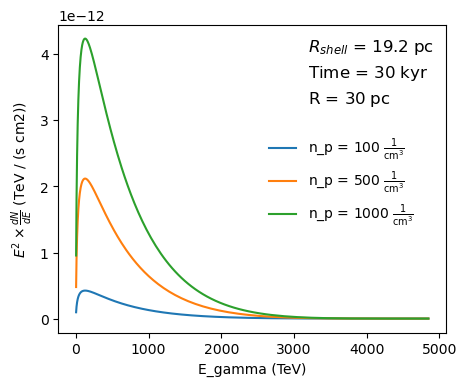 1e−12
R_shell = 19.2 pc
Time = 30 kyr
R = 30 pc
n_p = 100 1/cm³
n_p = 500 1/cm³
n_p = 1000 1/cm³
E² × dN/dE (TeV / (s cm2))
4
3
2
1
0
0 1000 2000 3000 4000 5000
E_gamma (TeV)